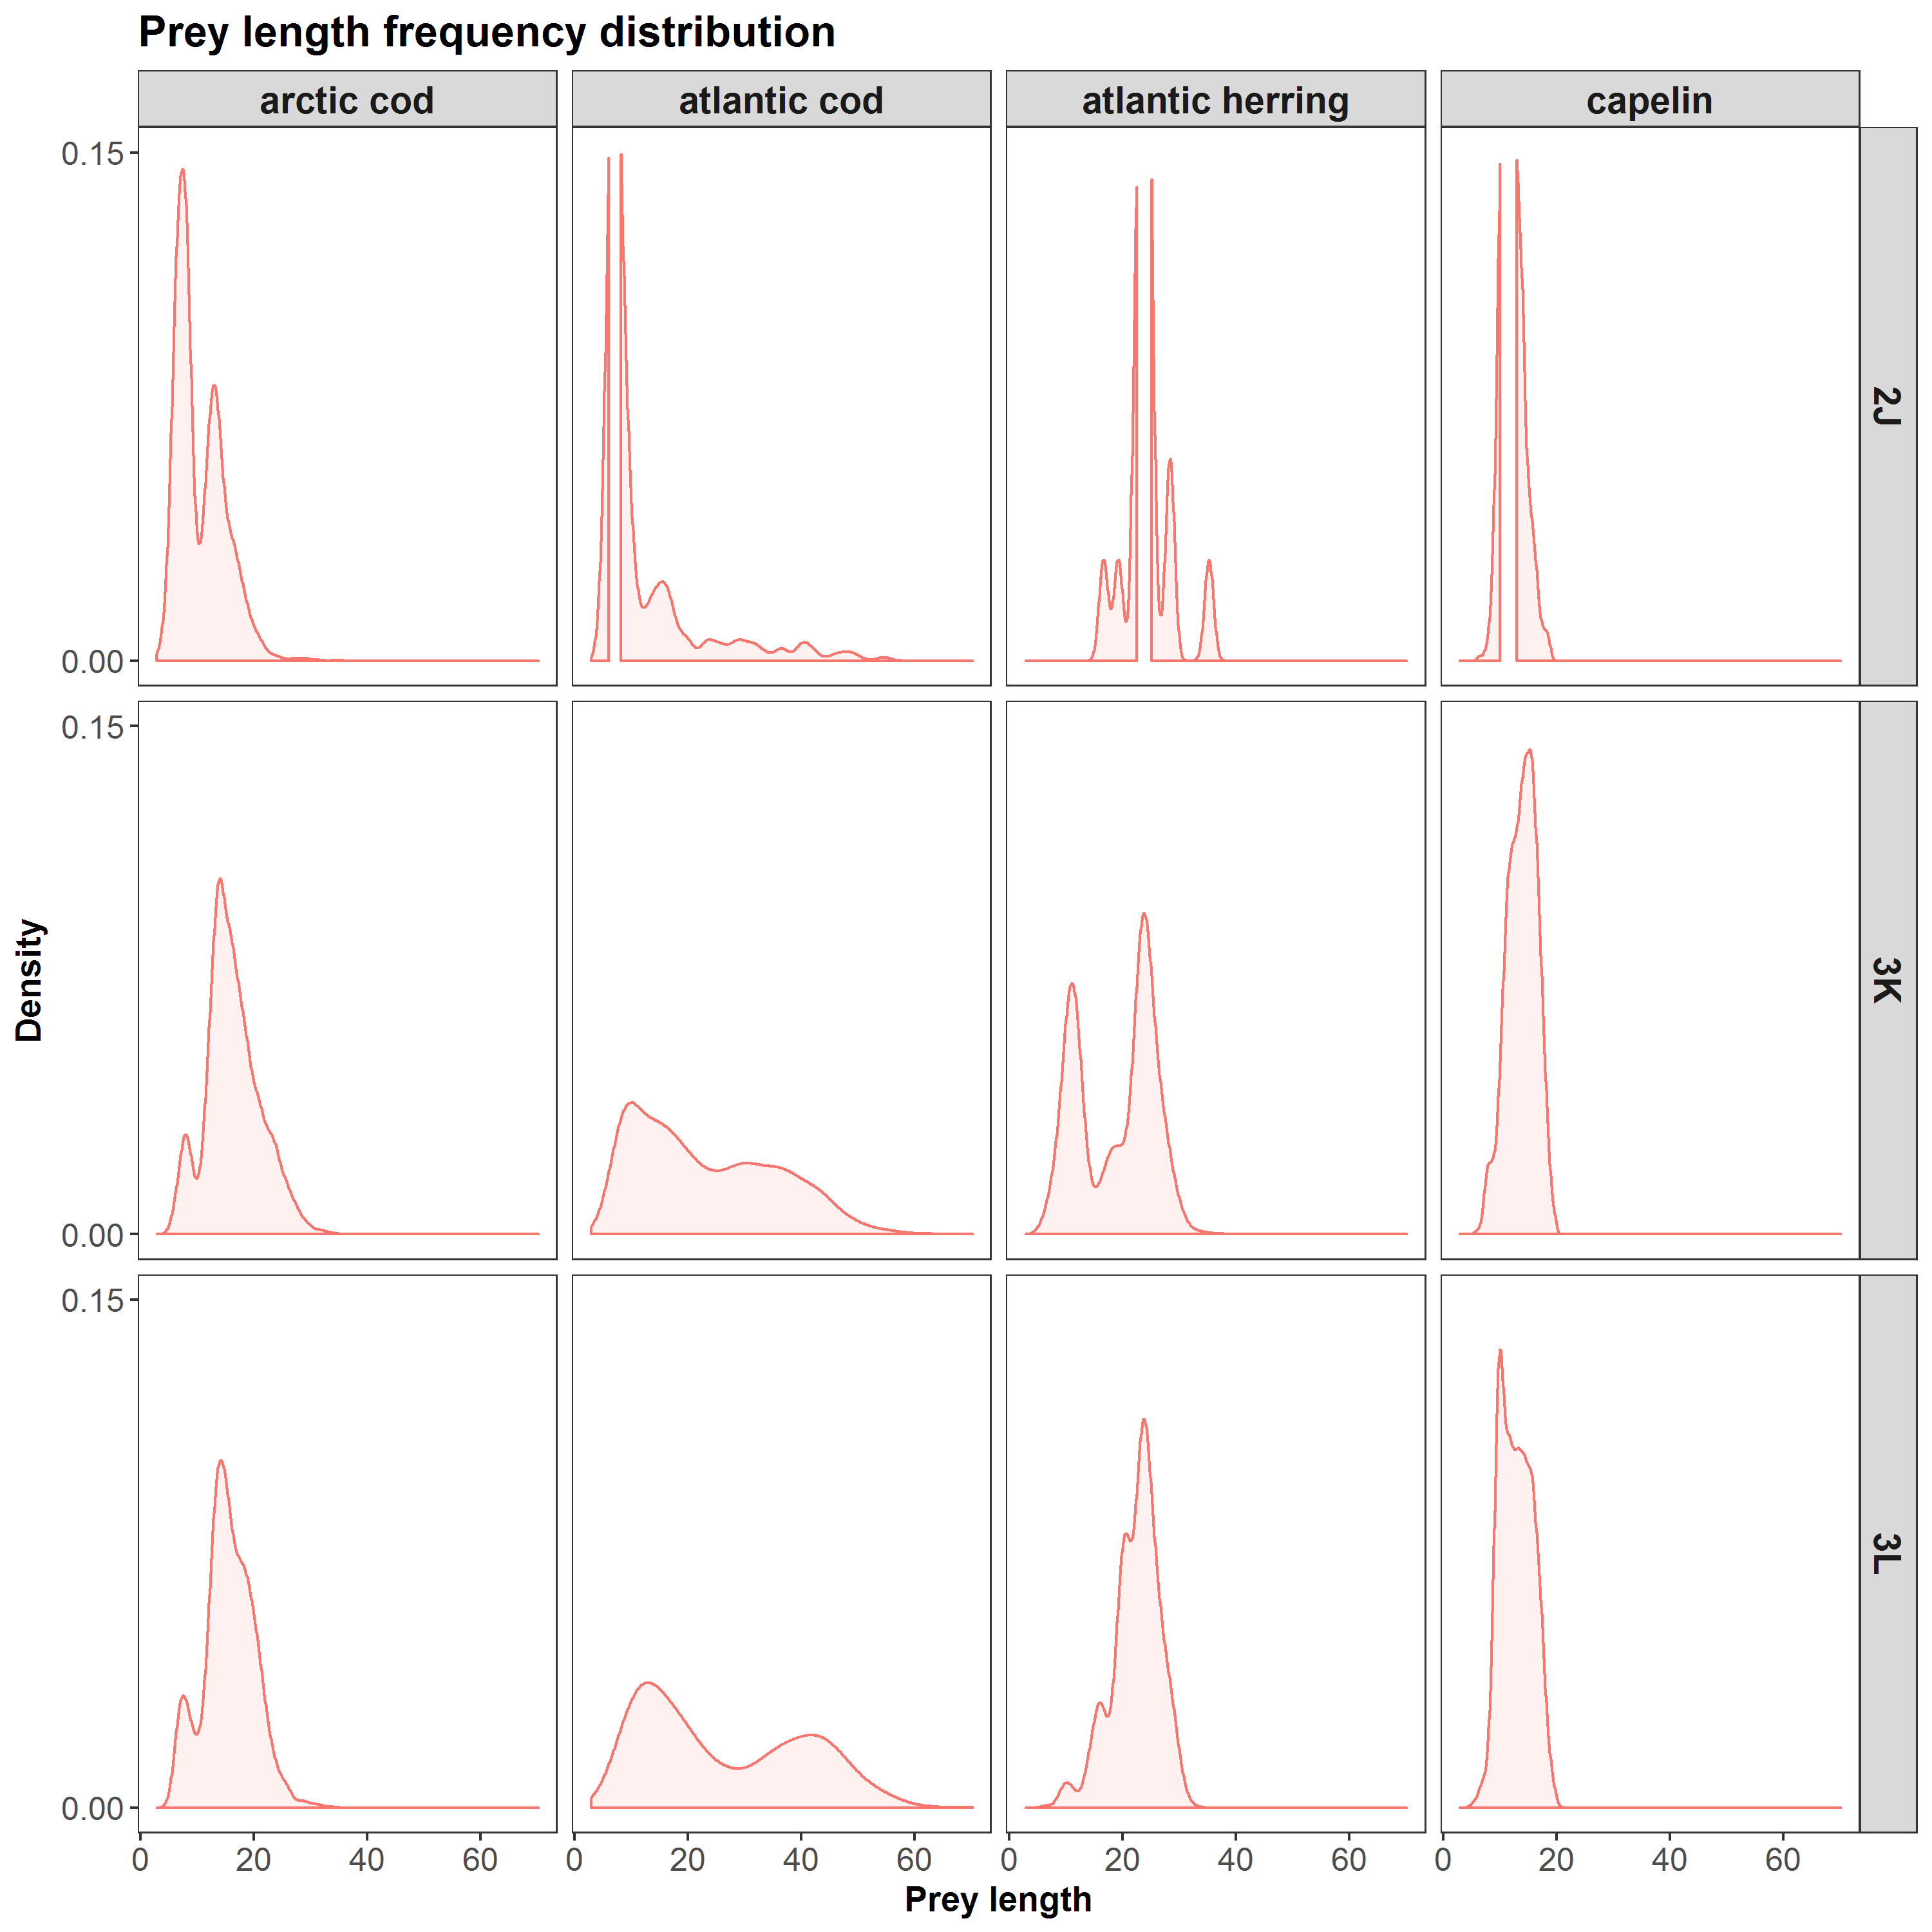 Prey length frequency distribution
arctic cod atlantic cod atlantic herring capelin
0.15
2J
0.00
0.15
3K
Density
0.00
0.15
3L
0.00
0 20 40 60 0 20 40 60 0 20 40 60 0 20 40 60
Prey length